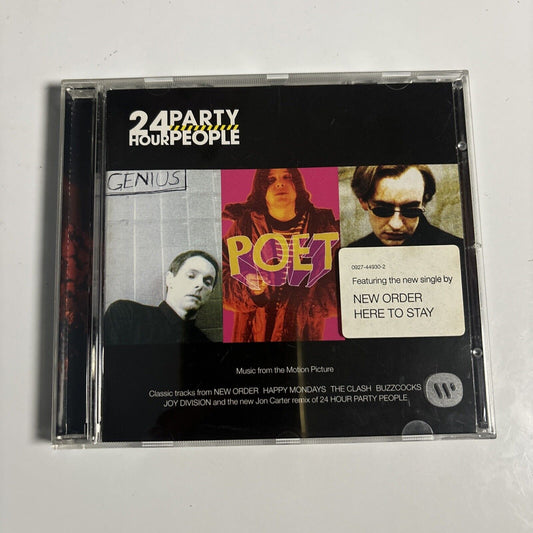 24 PARTY
HOUR PEOPLE
GENIUS
POET
0927-44930-2
Featuring the new single by
NEW ORDER
HERE TO STAY
Music from the Motion Picture
Classic tracks from NEW ORDER HAPPY MONDAYS THE CLASH BUZZCOCKS
JOY DIVISION and the new Jon Carter remix of 24 HOUR PARTY PEOPLE